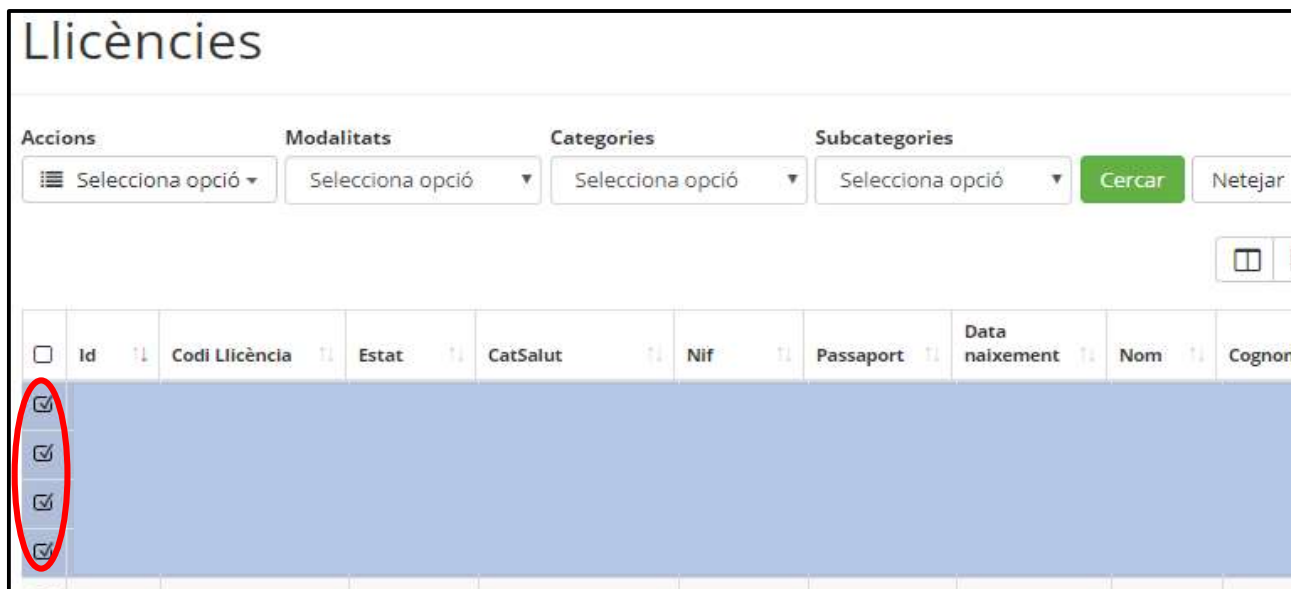 Llicències
Accions Modalitats Categories Subcategories
Selecciona opció Selecciona opció Selecciona opció Selecciona opció Cercar Netejar
Data
Id Codi Llicència Estat CatSalut Nif Passaport naixement Nom Cognom